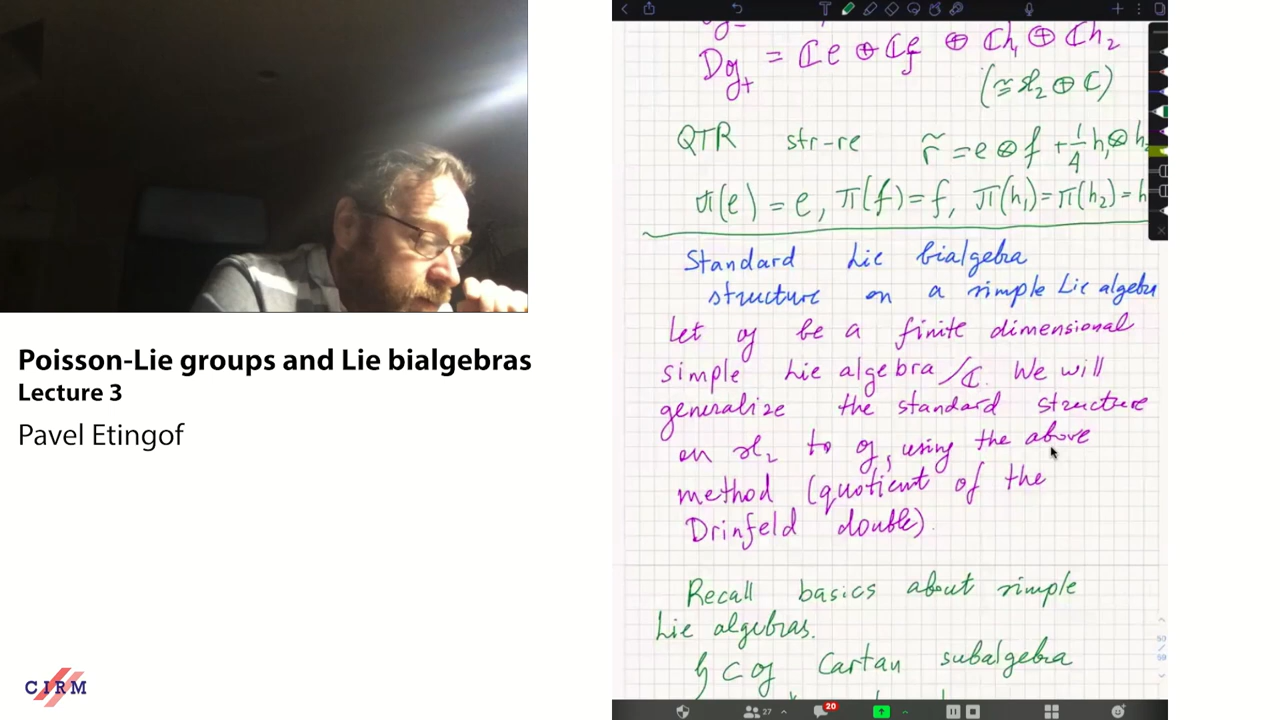 Poisson-Lie groups and Lie bialgebras
Lecture 3
Pavel Etingof
CIRM
D𝔤₊ = ℂe ⊕ ℂf ⊕ ℂh₁ ⊕ ℂh₂
(≅ sl₂ ⊕ ℂ)
QTR str-re r̃ = e ⊗ f + 1/4 h₁ ⊗ h
π(e) = e, π(f) = f, π(h₁) = π(h₂) = h
Standard Lie bialgebra
structure on a simple Lie algebra
Let 𝔤 be a finite dimensional
simple Lie algebra /ℂ. We will
generalize the standard structure
on sl₂ to 𝔤, using the above
method (quotient of the
Drinfeld double).
Recall basics about simple
Lie algebras.
𝔥 ⊂ 𝔤 Cartan subalgebra
27
20